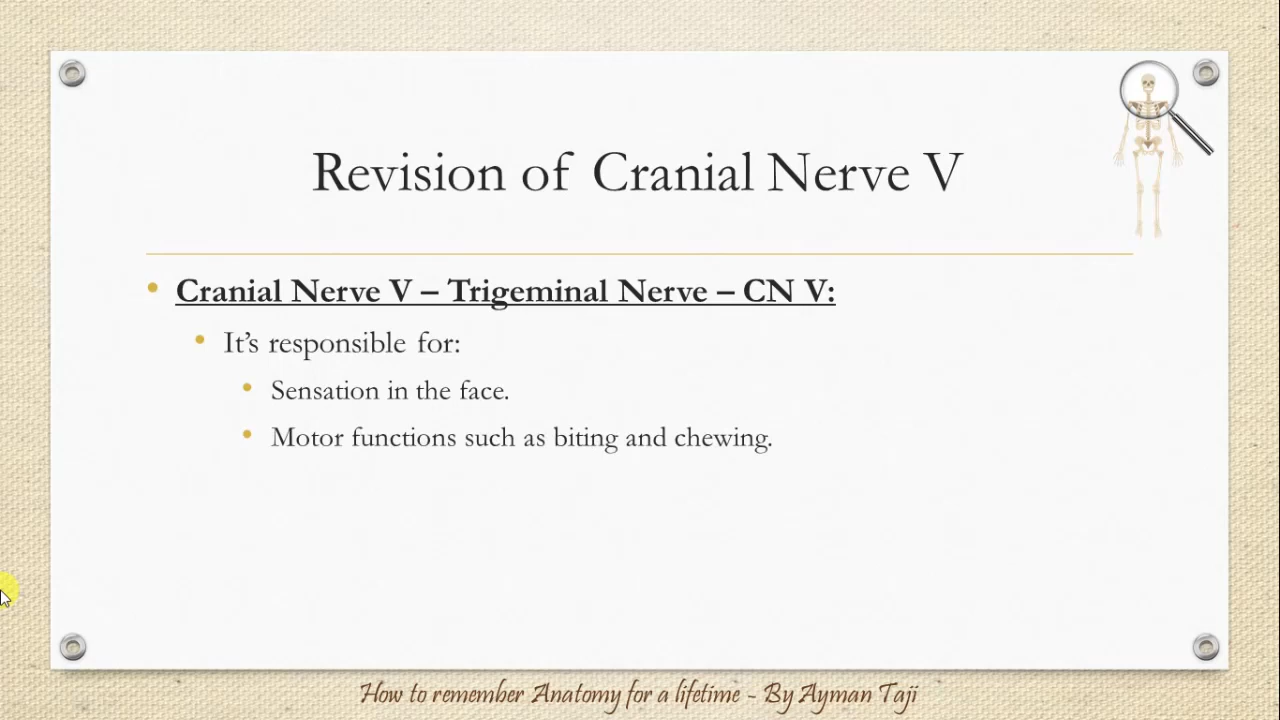 Revision of Cranial Nerve V
Cranial Nerve V – Trigeminal Nerve – CN V:
It’s responsible for:
Sensation in the face.
Motor functions such as biting and chewing.
How to remember Anatomy for a lifetime - By Ayman Taji